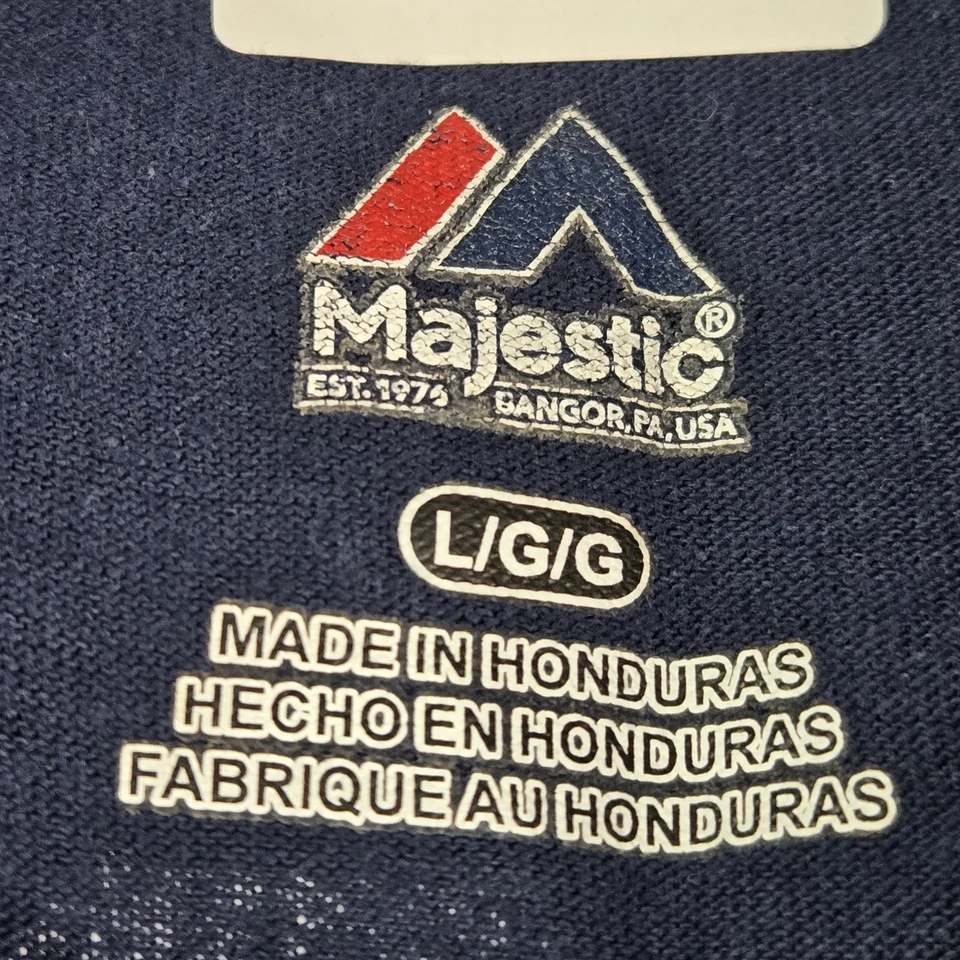 Majestic®
EST. 1976 BANGOR, PA, USA
L/G/G
MADE IN HONDURAS
HECHO EN HONDURAS
FABRIQUE AU HONDURAS